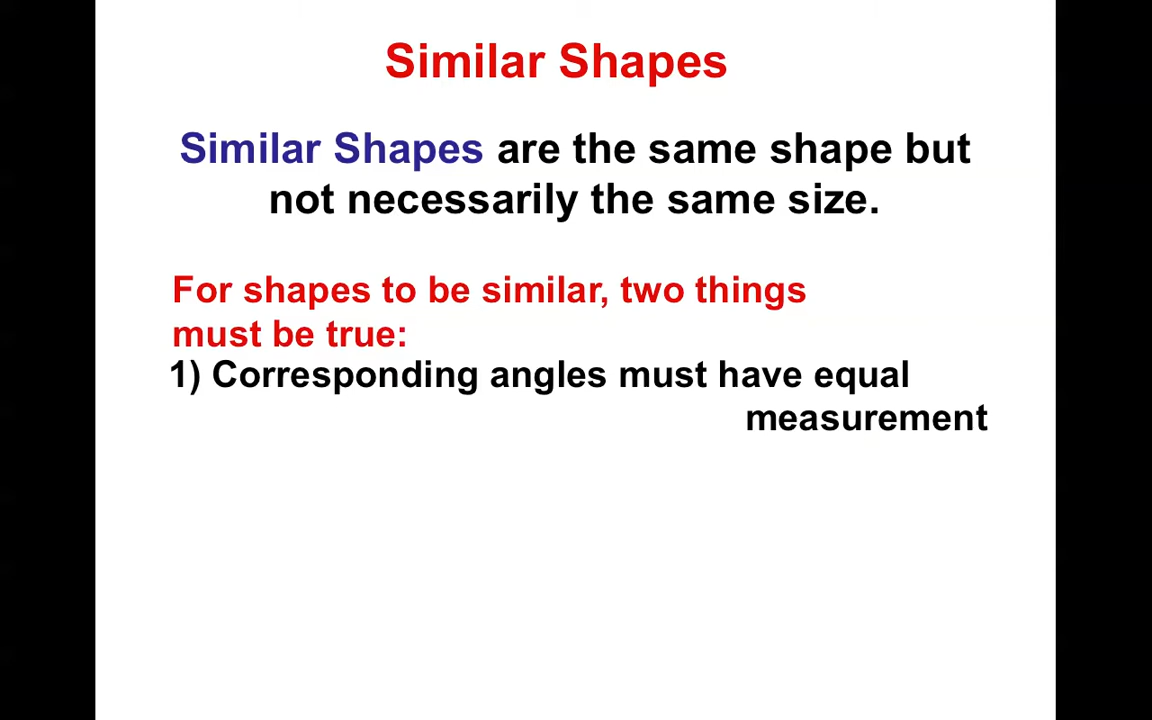 Similar Shapes
Similar Shapes are the same shape but
not necessarily the same size.
For shapes to be similar, two things
must be true:
1) Corresponding angles must have equal
measurement